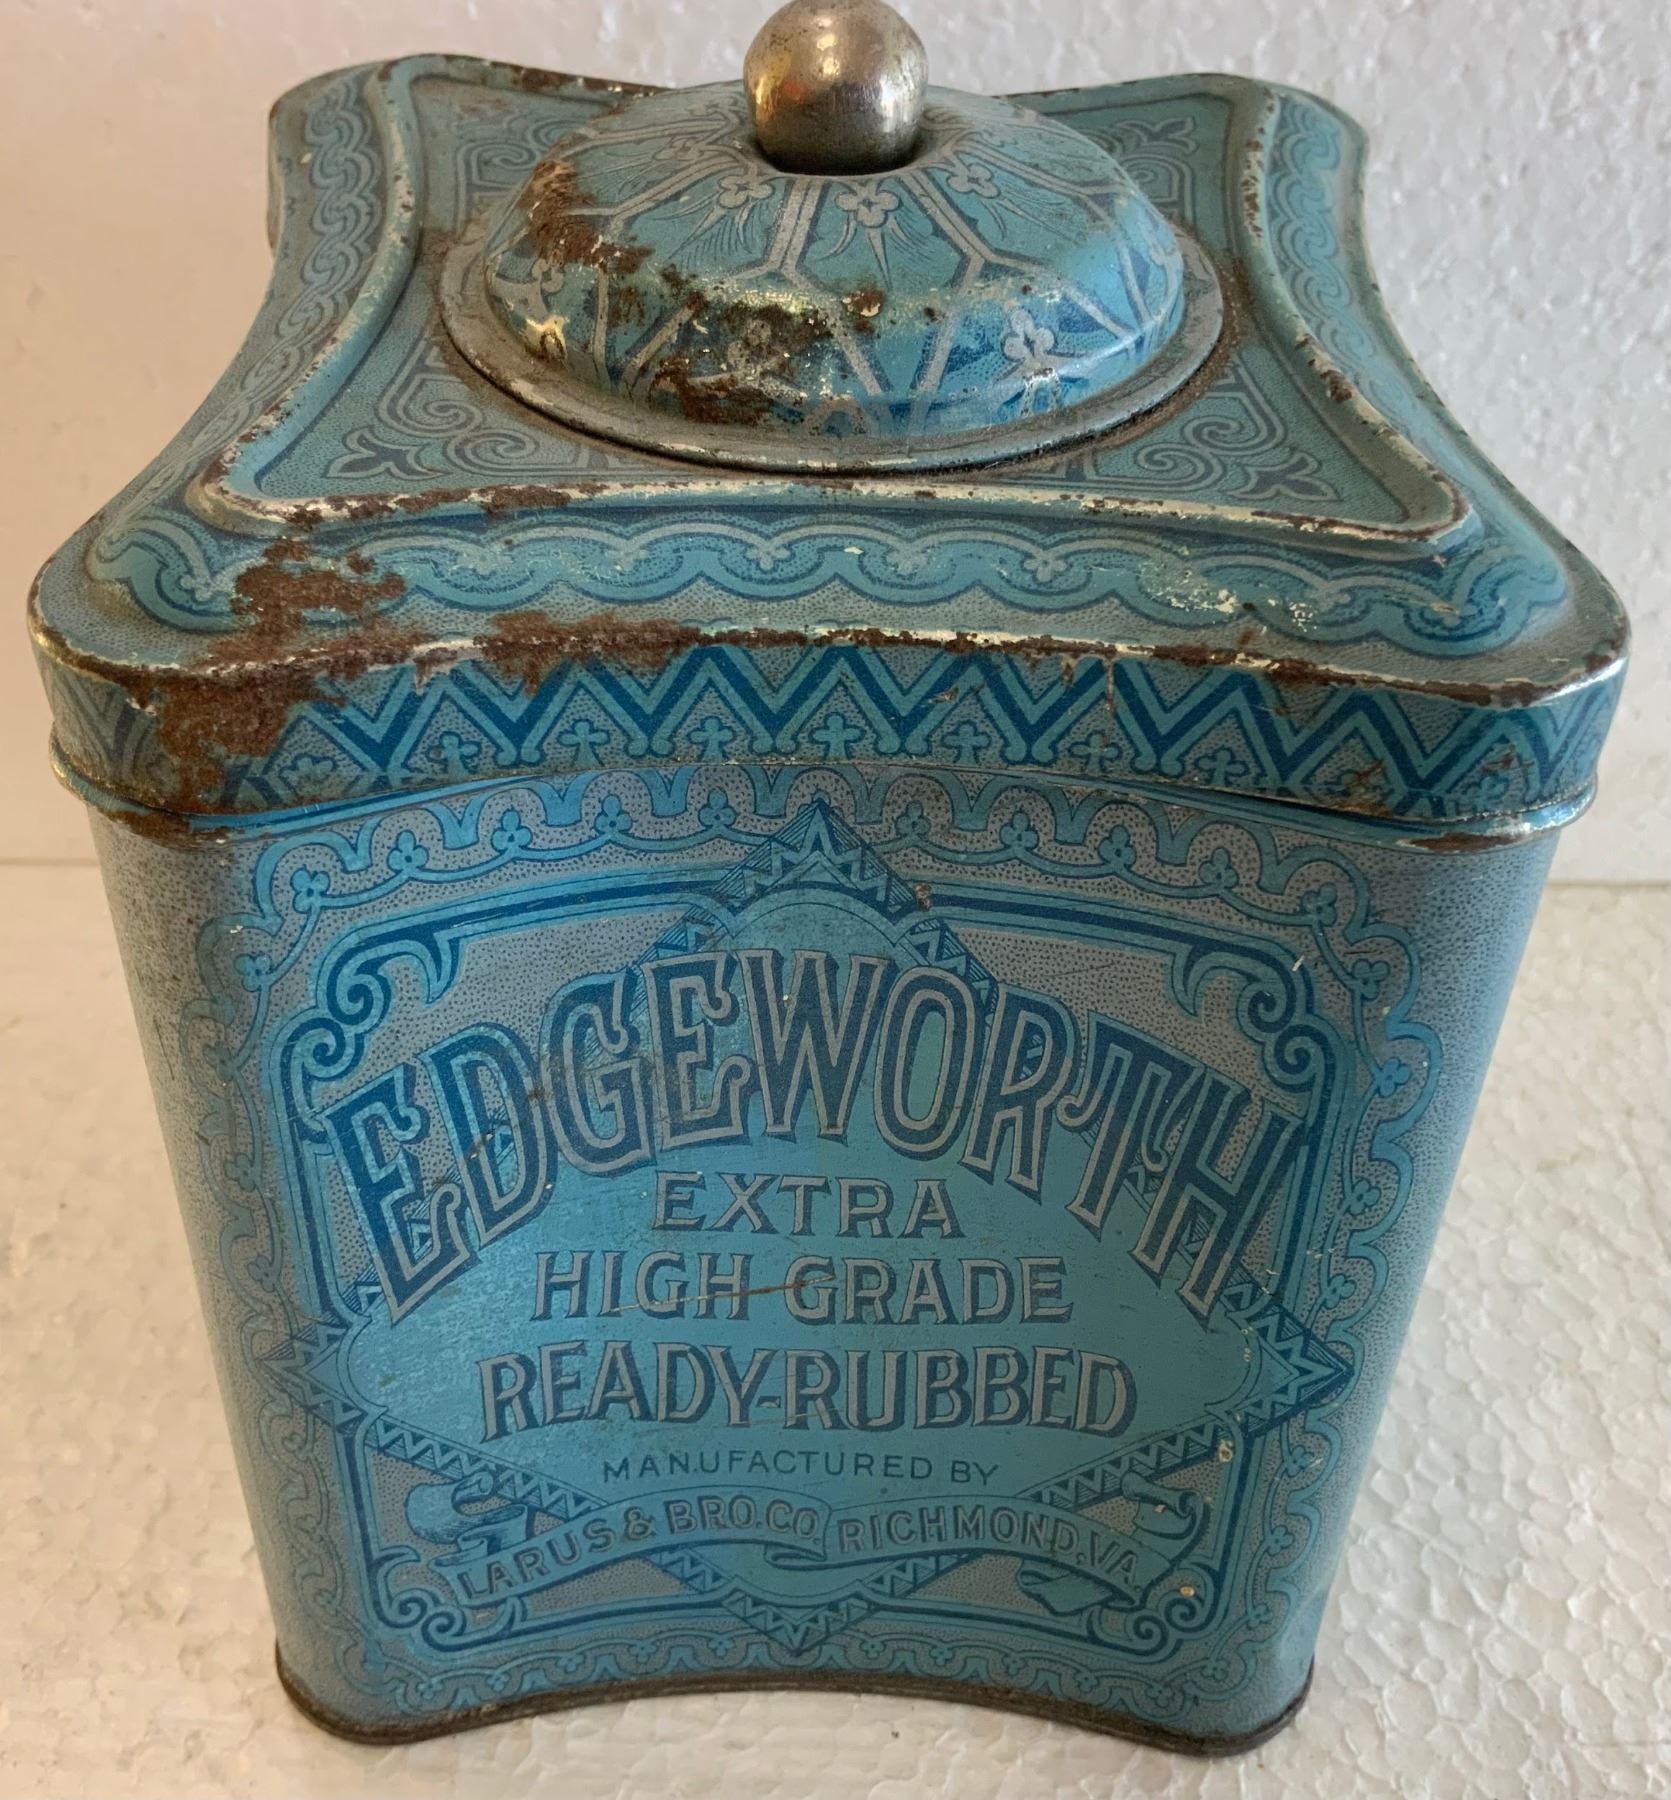 EDGEWORTH
EXTRA
HIGH GRADE
READY-RUBBED
MANUFACTURED BY
LARUS & BRO. CO. RICHMOND, VA.